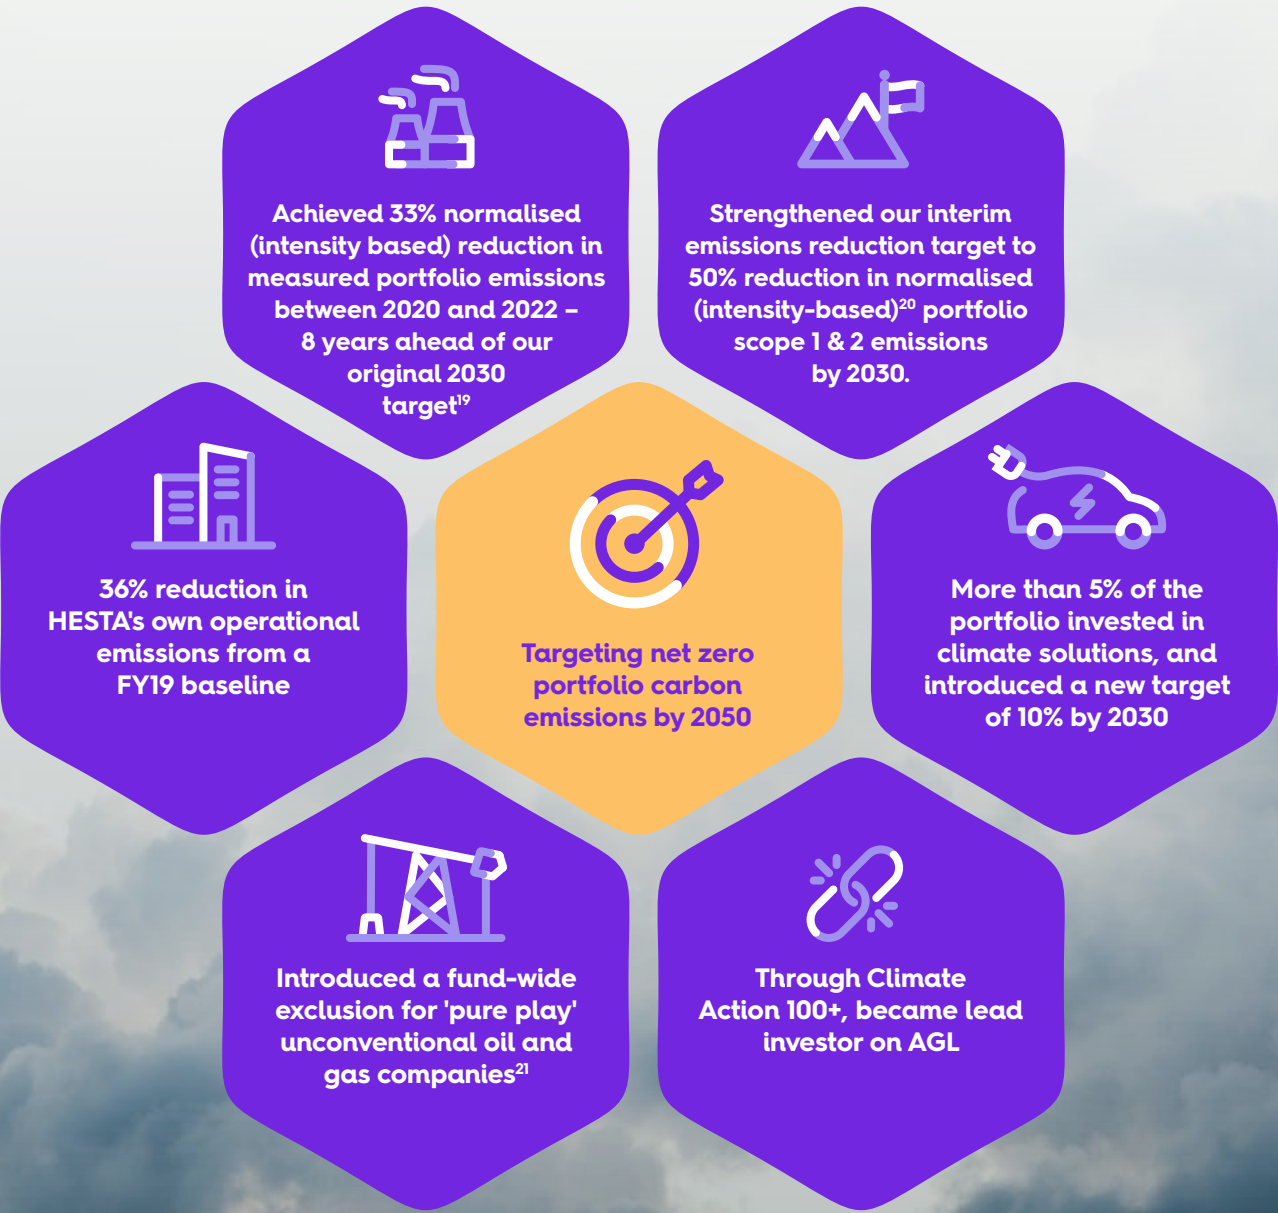 Achieved 33% normalised
(intensity based) reduction in
measured portfolio emissions
between 2020 and 2022 –
8 years ahead of our
original 2030
target¹⁹
Strengthened our interim
emissions reduction target to
50% reduction in normalised
(intensity-based)²⁰ portfolio
scope 1 & 2 emissions
by 2030.
36% reduction in
HESTA's own operational
emissions from a
FY19 baseline
Targeting net zero
portfolio carbon
emissions by 2050
More than 5% of the
portfolio invested in
climate solutions, and
introduced a new target
of 10% by 2030
Introduced a fund-wide
exclusion for 'pure play'
unconventional oil and
gas companies²¹
Through Climate
Action 100+, became lead
investor on AGL